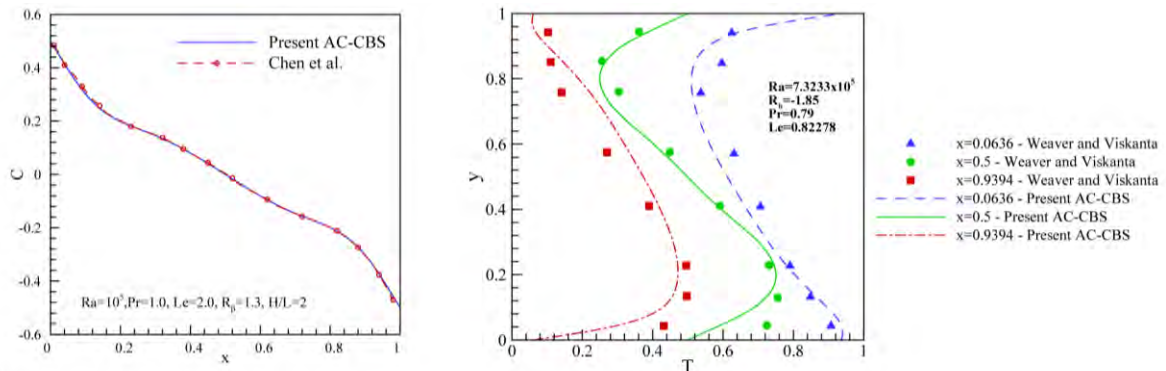 0.6
0.4
0.2
0
-0.2
-0.4
-0.6
C
0 0.2 0.4 0.6 0.8 1
x
Present AC-CBS
Chen et al.
Ra=10⁵,Pr=1.0, Le=2.0, Rρ=1.3, H/L=2
1
0.8
0.6
0.4
0.2
0
y
0 0.2 0.4 0.6 0.8 1
T
Ra=7.3233x10⁵
Rₕ=-1.85
Pr=0.79
Le=0.82278
x=0.0636 - Weaver and Viskanta
x=0.5 - Weaver and Viskanta
x=0.9394 - Weaver and Viskanta
x=0.0636 - Present AC-CBS
x=0.5 - Present AC-CBS
x=0.9394 - Present AC-CBS